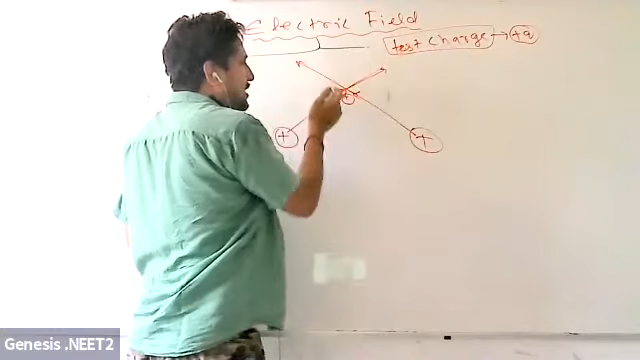 Electric Field
test charge → +q
+
+
+
Genesis .NEET2